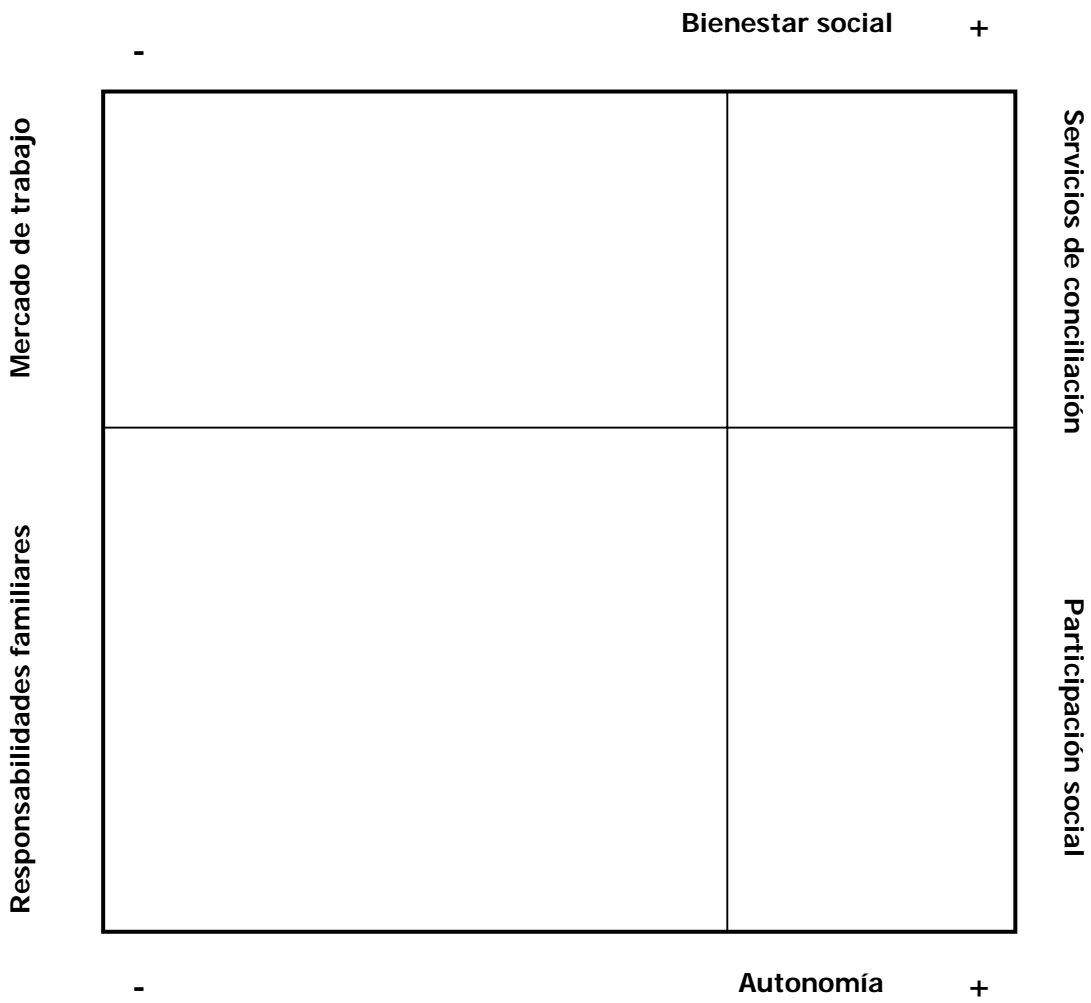 Bienestar social +
-
Mercado de trabajo
Servicios de conciliación
Responsabilidades familiares
Participación social
- Autonomía +